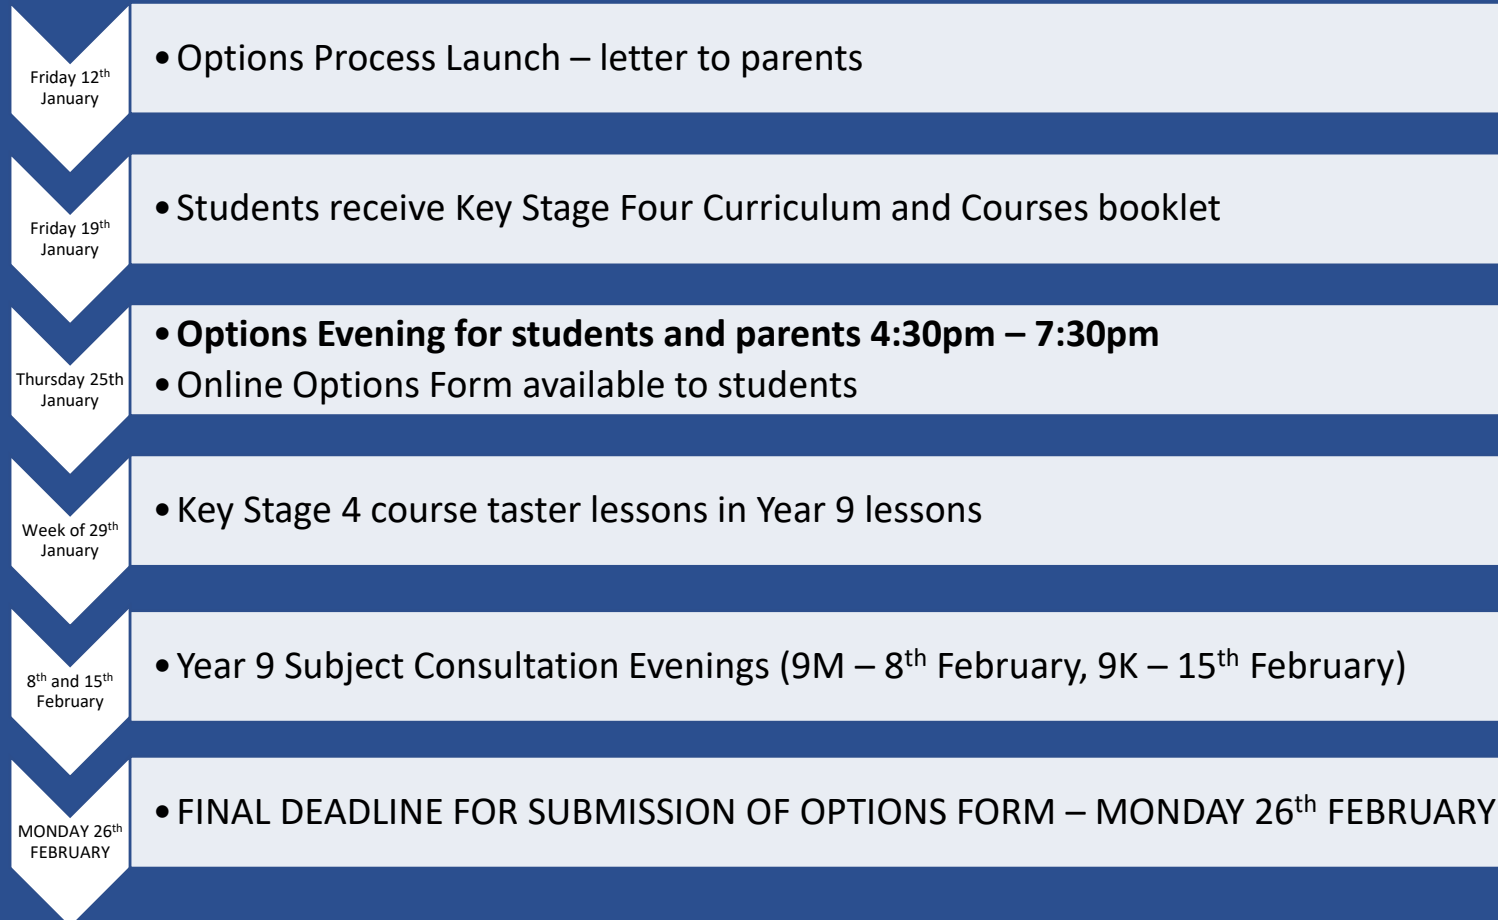 Friday 12th
January
• Options Process Launch – letter to parents
Friday 19th
January
• Students receive Key Stage Four Curriculum and Courses booklet
Thursday 25th
January
• Options Evening for students and parents 4:30pm – 7:30pm
• Online Options Form available to students
Week of 29th
January
• Key Stage 4 course taster lessons in Year 9 lessons
8th and 15th
February
• Year 9 Subject Consultation Evenings (9M – 8th February, 9K – 15th February)
MONDAY 26th
FEBRUARY
• FINAL DEADLINE FOR SUBMISSION OF OPTIONS FORM – MONDAY 26th FEBRUARY